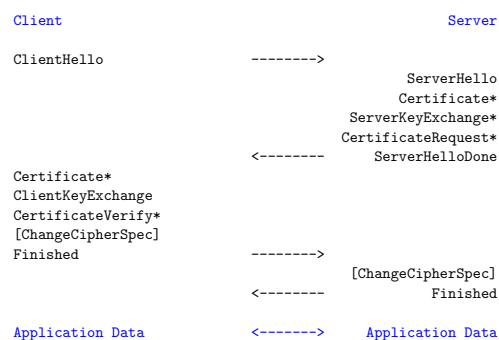 Client Server
ClientHello -------->
ServerHello
Certificate*
ServerKeyExchange*
CertificateRequest*
<-------- ServerHelloDone
Certificate*
ClientKeyExchange
CertificateVerify*
[ChangeCipherSpec]
Finished -------->
[ChangeCipherSpec]
<-------- Finished
Application Data <-------> Application Data